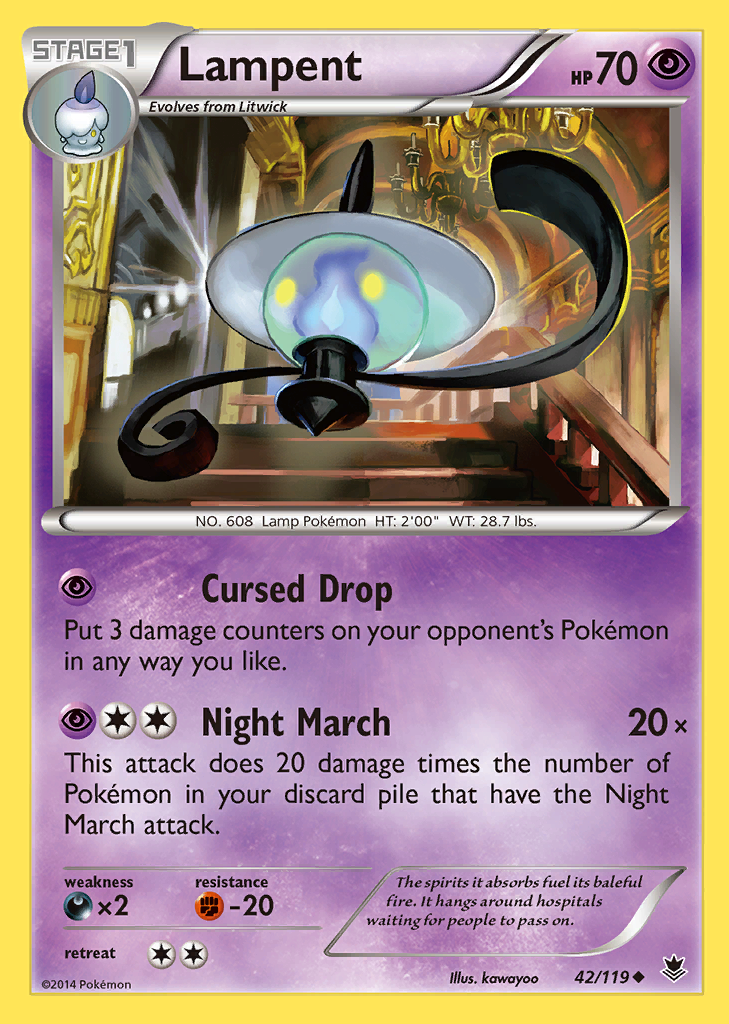 STAGE1
Lampent
HP70
Evolves from Litwick
NO. 608 Lamp Pokémon HT: 2'00" WT: 28.7 lbs.
Cursed Drop
Put 3 damage counters on your opponent's Pokémon
in any way you like.
Night March 20×
This attack does 20 damage times the number of
Pokémon in your discard pile that have the Night
March attack.
weakness resistance
×2 -20
retreat
The spirits it absorbs fuel its baleful
fire. It hangs around hospitals
waiting for people to pass on.
Illus. kawayoo 42/119
©2014 Pokémon